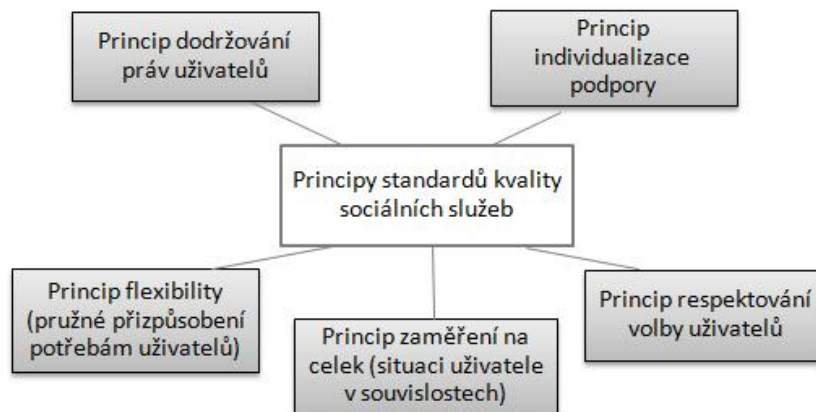 Princip dodržování
práv uživatelů
Princip
individualizace
podpory
Principy standardů kvality
sociálních služeb
Princip flexibility
(pružné přizpůsobení
potřebám uživatelů)
Princip zaměření na
celek (situaci uživatele
v souvislostech)
Princip respektování
volby uživatelů